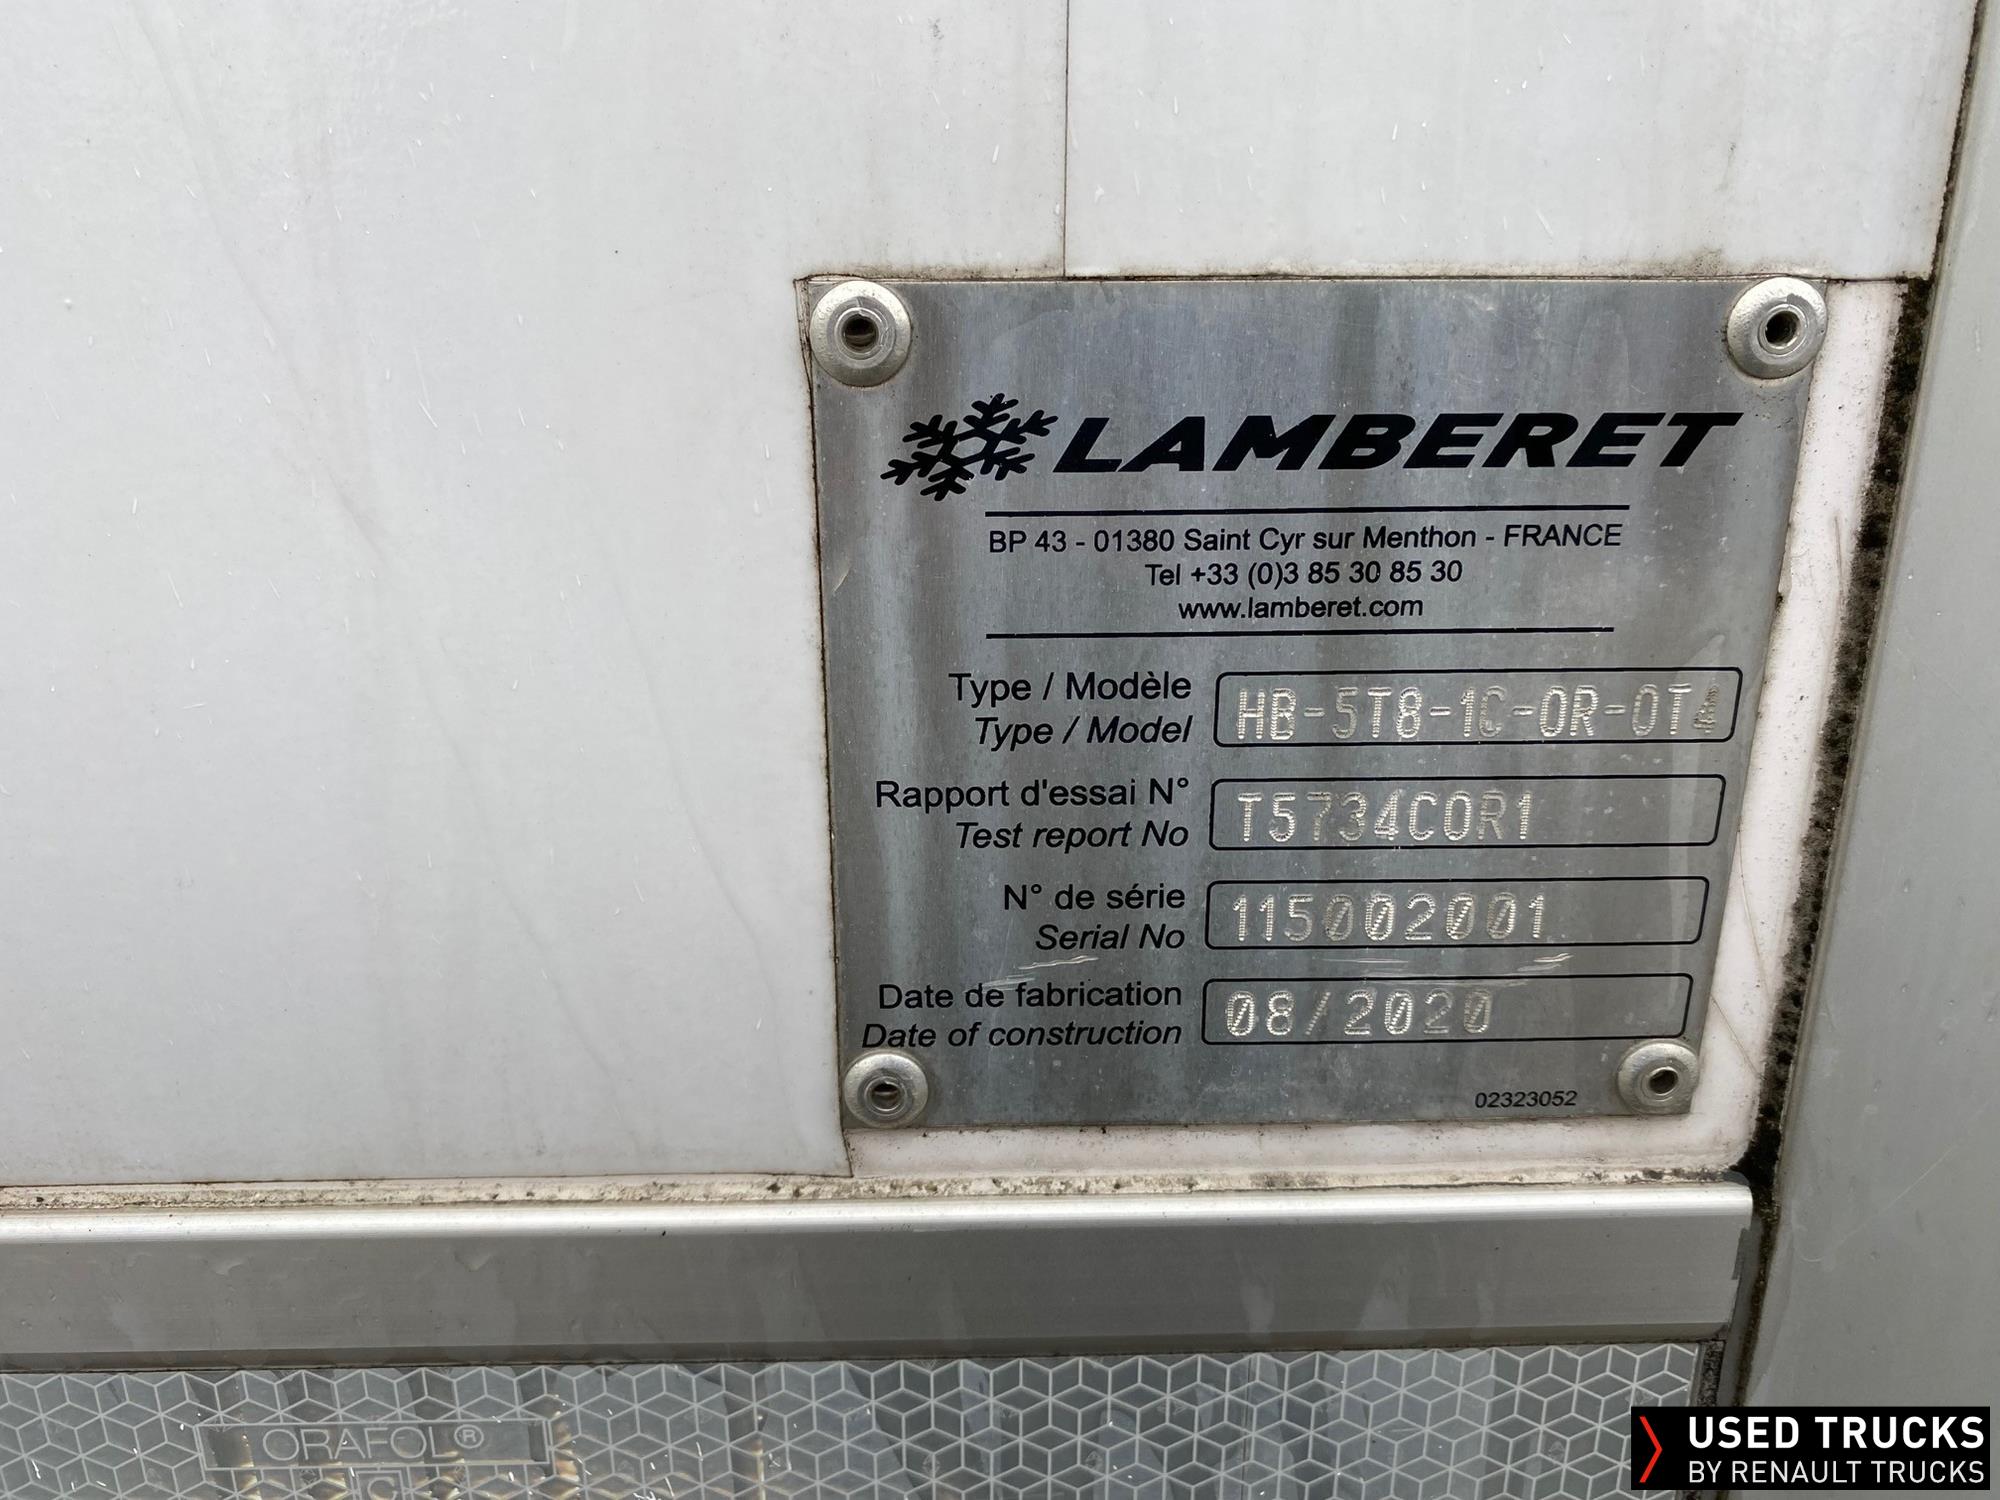 LAMBERET
BP 43 - 01380 Saint Cyr sur Menthon - FRANCE
Tel +33 (0)3 85 30 85 30
www.lamberet.com
Type / Modèle
Type / Model
HB-5T8-1C-0R-0T
Rapport d'essai N°
Test report No
T5734C0R1
N° de série
Serial No
115002001
Date de fabrication
Date of construction
08/2020
02323052
ORAFOL®
C
USED TRUCKS
BY RENAULT TRUCKS